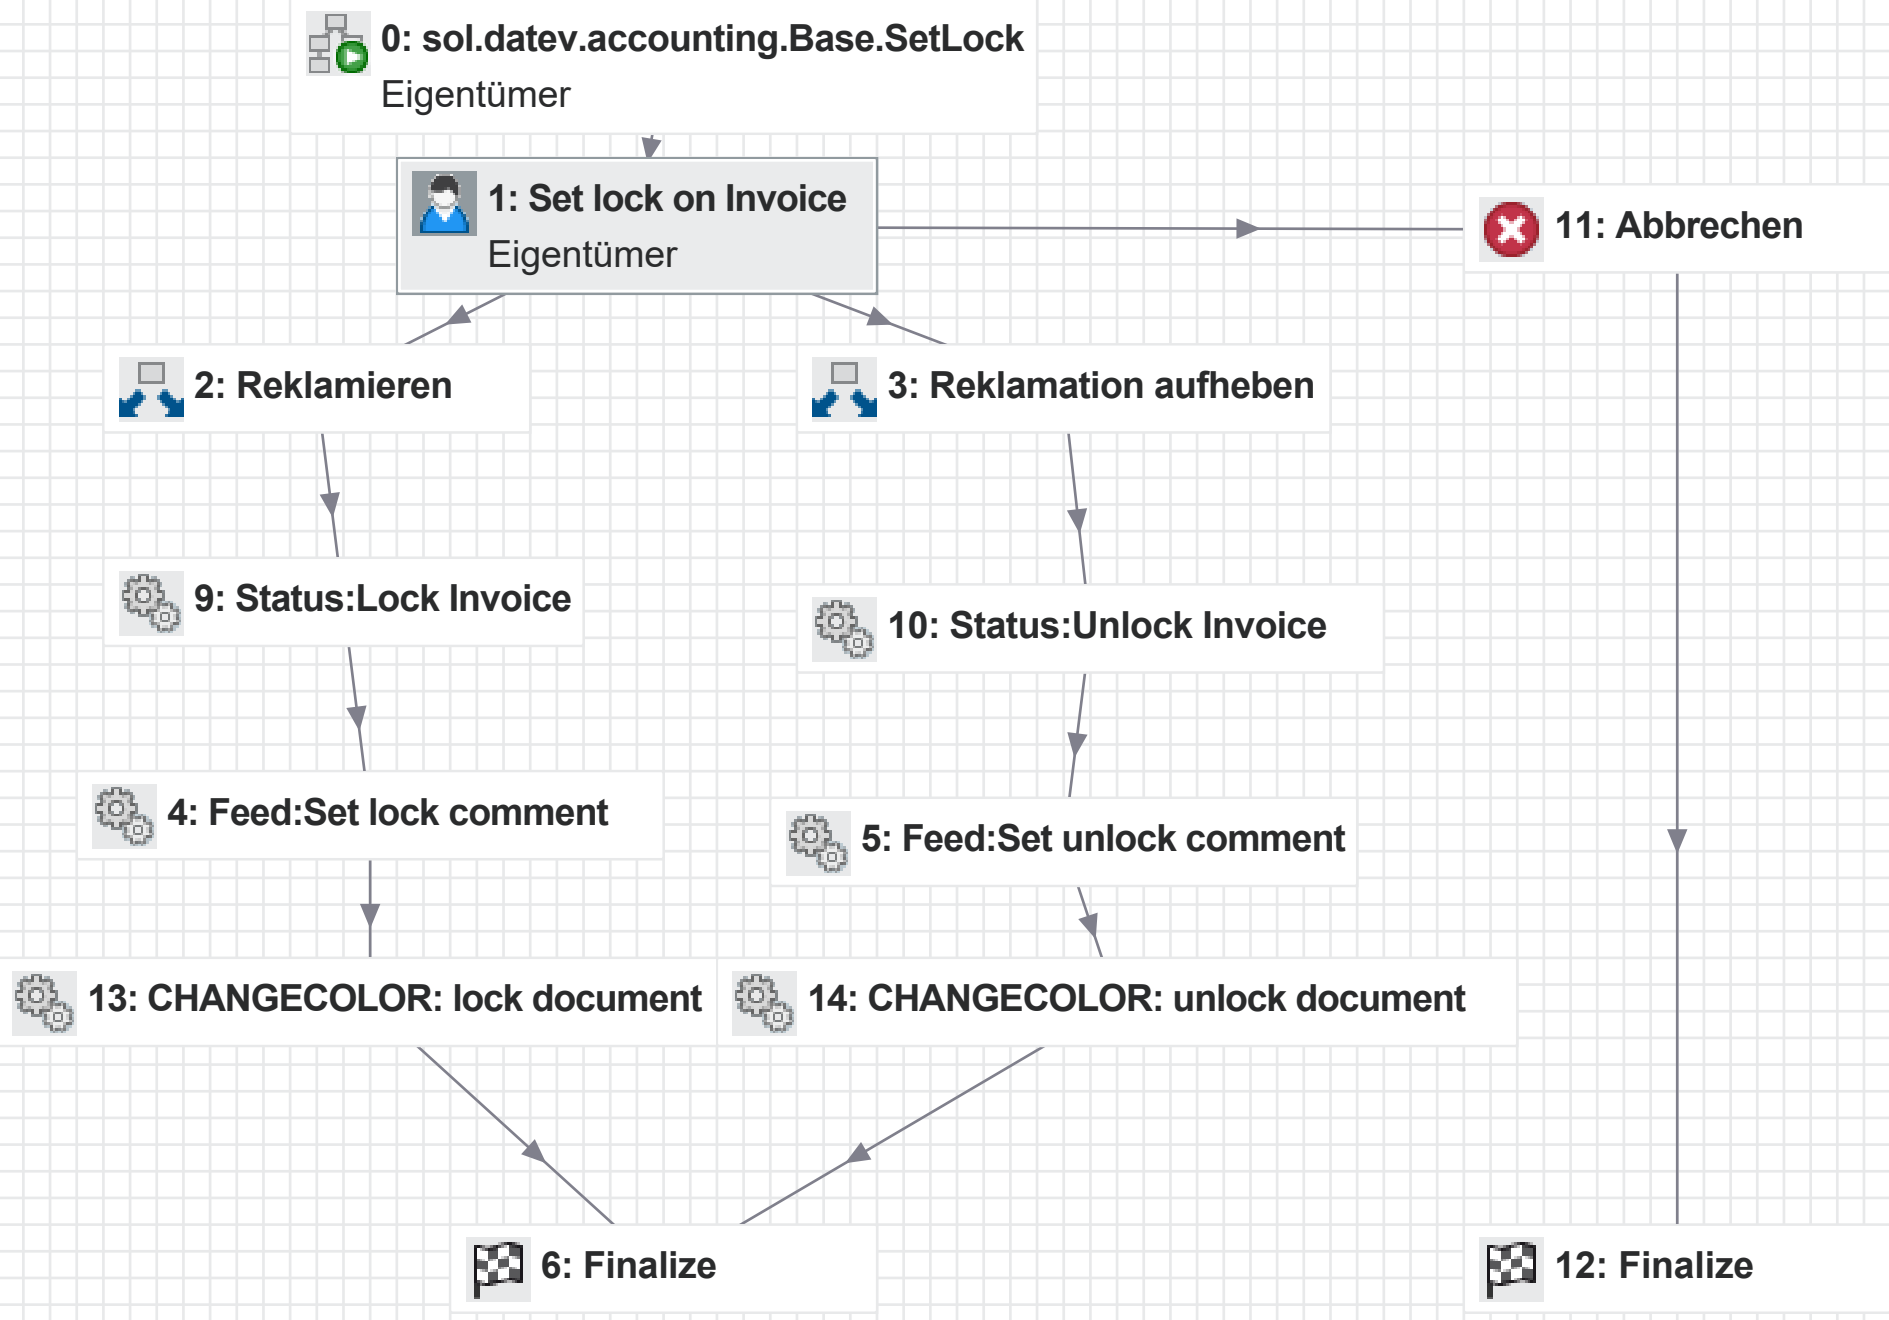 0: sol.datev.accounting.Base.SetLock
Eigentümer
1: Set lock on Invoice
Eigentümer
11: Abbrechen
2: Reklamieren
3: Reklamation aufheben
9: Status:Lock Invoice
10: Status:Unlock Invoice
4: Feed:Set lock comment
5: Feed:Set unlock comment
13: CHANGECOLOR: lock document
14: CHANGECOLOR: unlock document
6: Finalize
12: Finalize